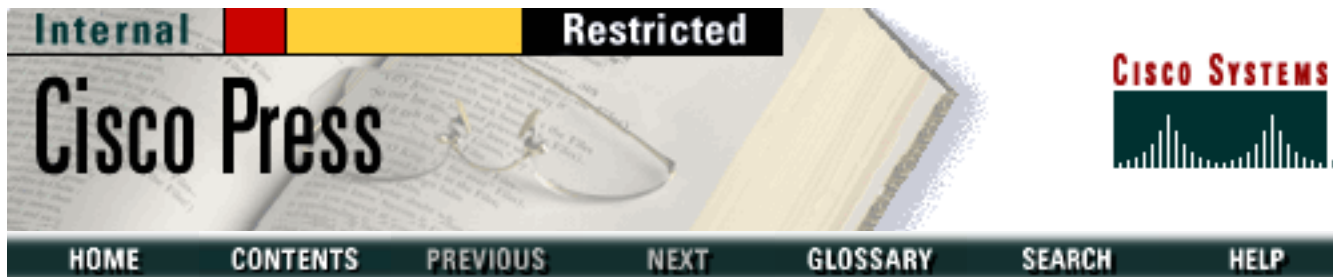 Internal Restricted
Cisco Press
CISCO SYSTEMS
HOME CONTENTS PREVIOUS NEXT GLOSSARY SEARCH HELP